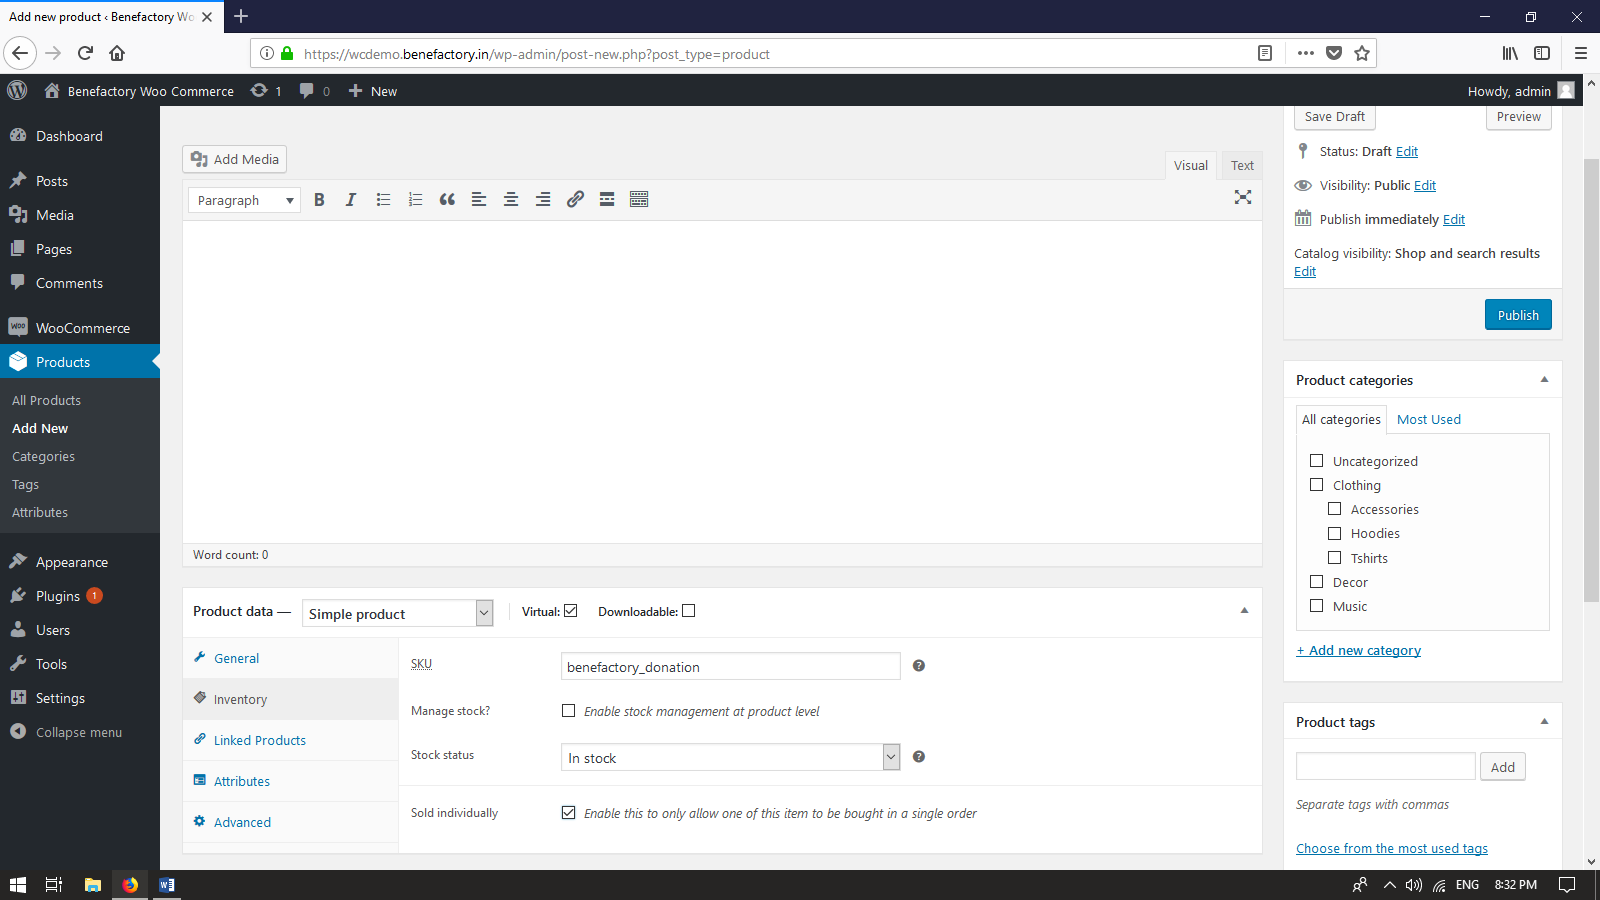 Add new product ‹ Benefactory Wo
https://wcdemo.benefactory.in/wp-admin/post-new.php?post_type=product
Benefactory Woo Commerce
1
0
New
Howdy, admin
Dashboard
Posts
Media
Pages
Comments
WooCommerce
Products
All Products
Add New
Categories
Tags
Attributes
Appearance
Plugins 1
Users
Tools
Settings
Collapse menu
Add Media
Visual
Text
Paragraph
Word count: 0
Product data —
Simple product
Virtual:
Downloadable:
General
Inventory
Linked Products
Attributes
Advanced
SKU
benefactory_donation
Manage stock?
Enable stock management at product level
Stock status
In stock
Sold individually
Enable this to only allow one of this item to be bought in a single order
Save Draft
Preview
Status: Draft Edit
Visibility: Public Edit
Publish immediately Edit
Catalog visibility: Shop and search results
Edit
Publish
Product categories
All categories
Most Used
Uncategorized
Clothing
Accessories
Hoodies
Tshirts
Decor
Music
+ Add new category
Product tags
Add
Separate tags with commas
Choose from the most used tags
ENG
8:32 PM